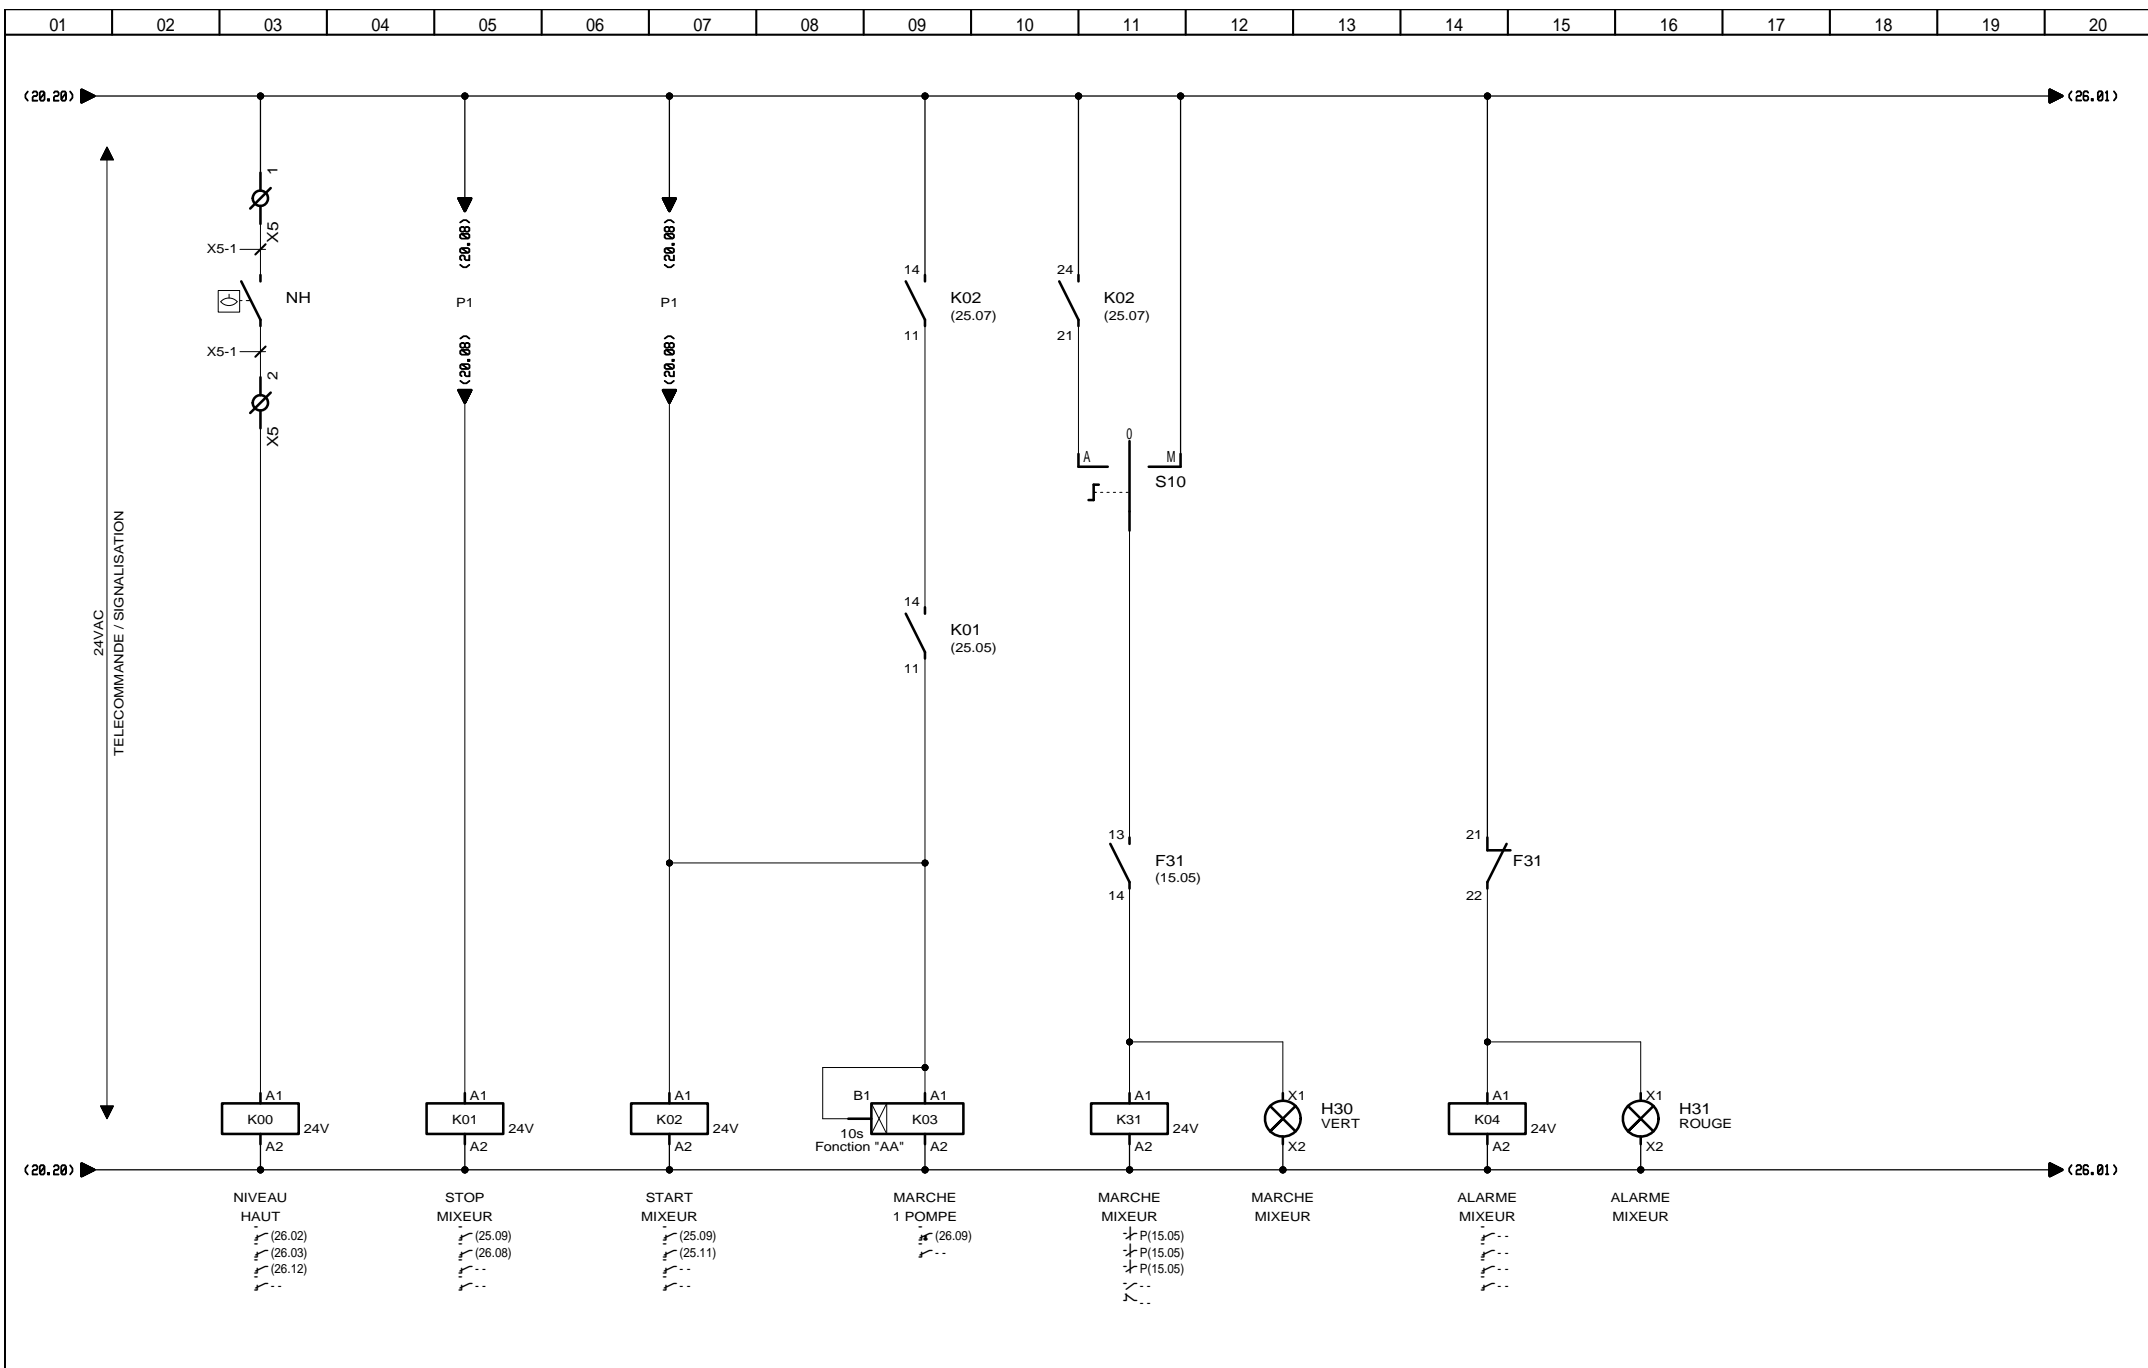 01 02 03 04 05 06 07 08 09 10 11 12 13 14 15 16 17 18 19 20
(20.20) (26.01)
1
X5
X5-1
NH
X5-1
2
X5
(20.08)
P1
(20.08)
(20.08)
P1
(20.08)
14
K02
(25.07)
11
24
K02
(25.07)
21
0
A M
S10
24VAC
TELECOMMANDE / SIGNALISATION
14
K01
(25.05)
11
13
F31
(15.05)
14
21
F31
22
A1
K00
24V
A2
A1
K01
24V
A2
A1
K02
24V
A2
B1
A1
K03
10s
Fonction "AA"
A2
A1
K31
24V
A2
X1
H30
VERT
X2
A1
K04
24V
A2
X1
H31
ROUGE
X2
(20.20) (26.01)
NIVEAU
HAUT
(26.02)
(26.03)
(26.12)
- -
STOP
MIXEUR
(25.09)
(26.08)
- -
- -
START
MIXEUR
(25.09)
(25.11)
- -
- -
MARCHE
1 POMPE
(26.09)
- -
MARCHE
MIXEUR
P(15.05)
P(15.05)
P(15.05)
- -
- -
MARCHE
MIXEUR
ALARME
MIXEUR
- -
- -
- -
- -
ALARME
MIXEUR